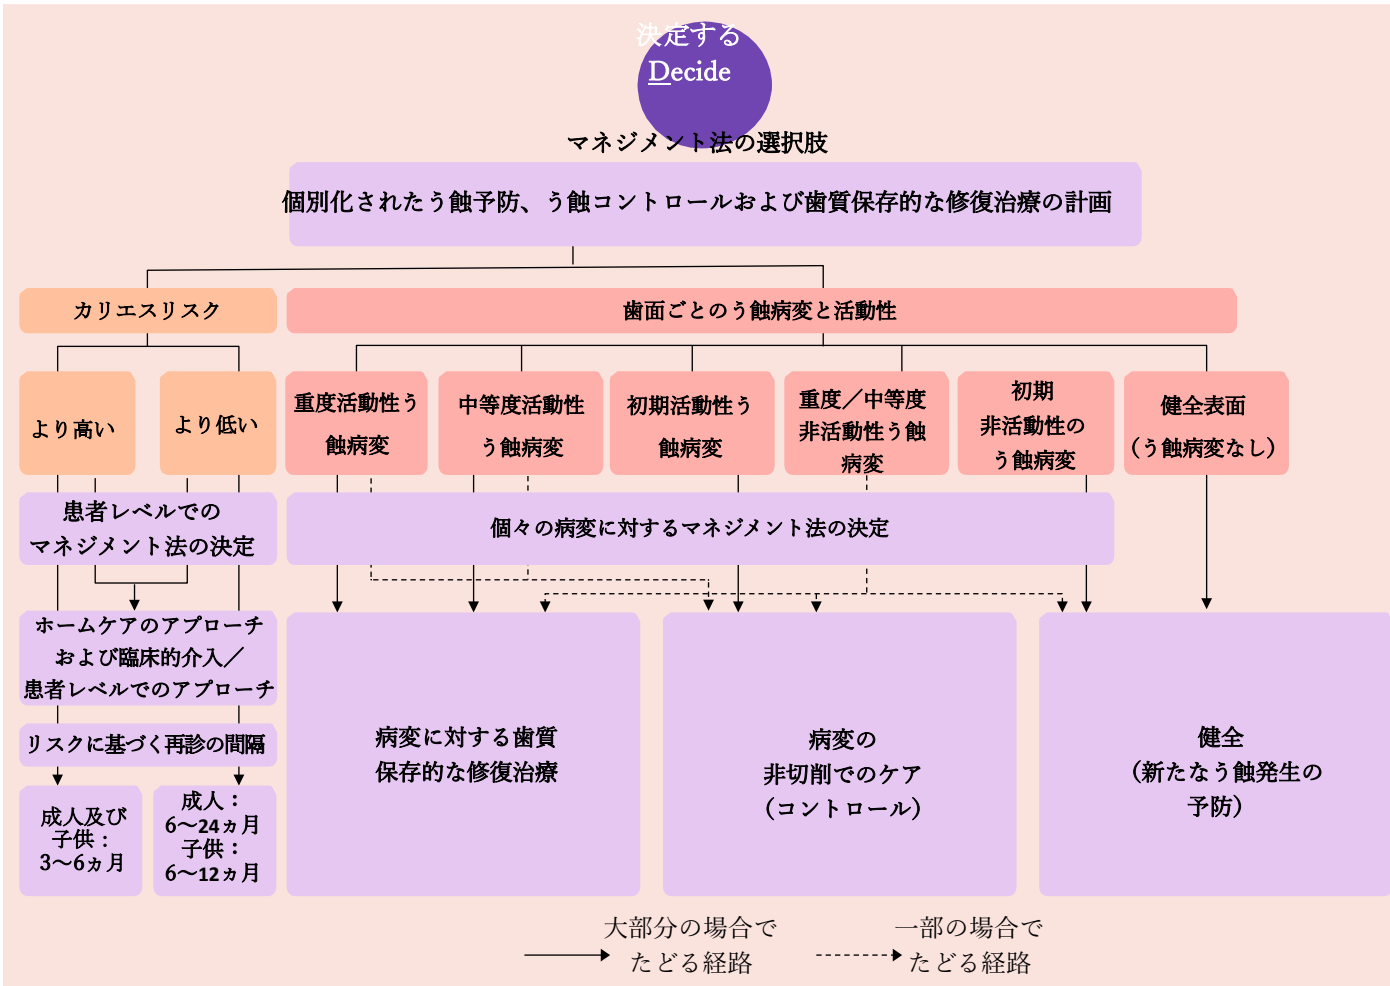 決定する
Decide
マネジメント法の選択肢
個別化されたう蝕予防、う蝕コントロールおよび歯質保存的な修復治療の計画
カリエスリスク
歯面ごとのう蝕病変と活動性
より高い
より低い
重度活動性う
蝕病変
中等度活動性
う蝕病変
初期活動性う
蝕病変
重度／中等度
非活動性う蝕
病変
初期
非活動性の
う蝕病変
健全表面
（う蝕病変なし）
患者レベルでの
マネジメント法の決定
個々の病変に対するマネジメント法の決定
ホームケアのアプローチ
および臨床的介入／
患者レベルでのアプローチ
リスクに基づく再診の間隔
成人及び
子供：
3〜6ヵ月
成人：
6〜24ヵ月
子供：
6〜12ヵ月
病変に対する歯質
保存的な修復治療
病変の
非切削でのケア
（コントロール）
健全
（新たなう蝕発生の
予防）
大部分の場合で
たどる経路
一部の場合で
たどる経路